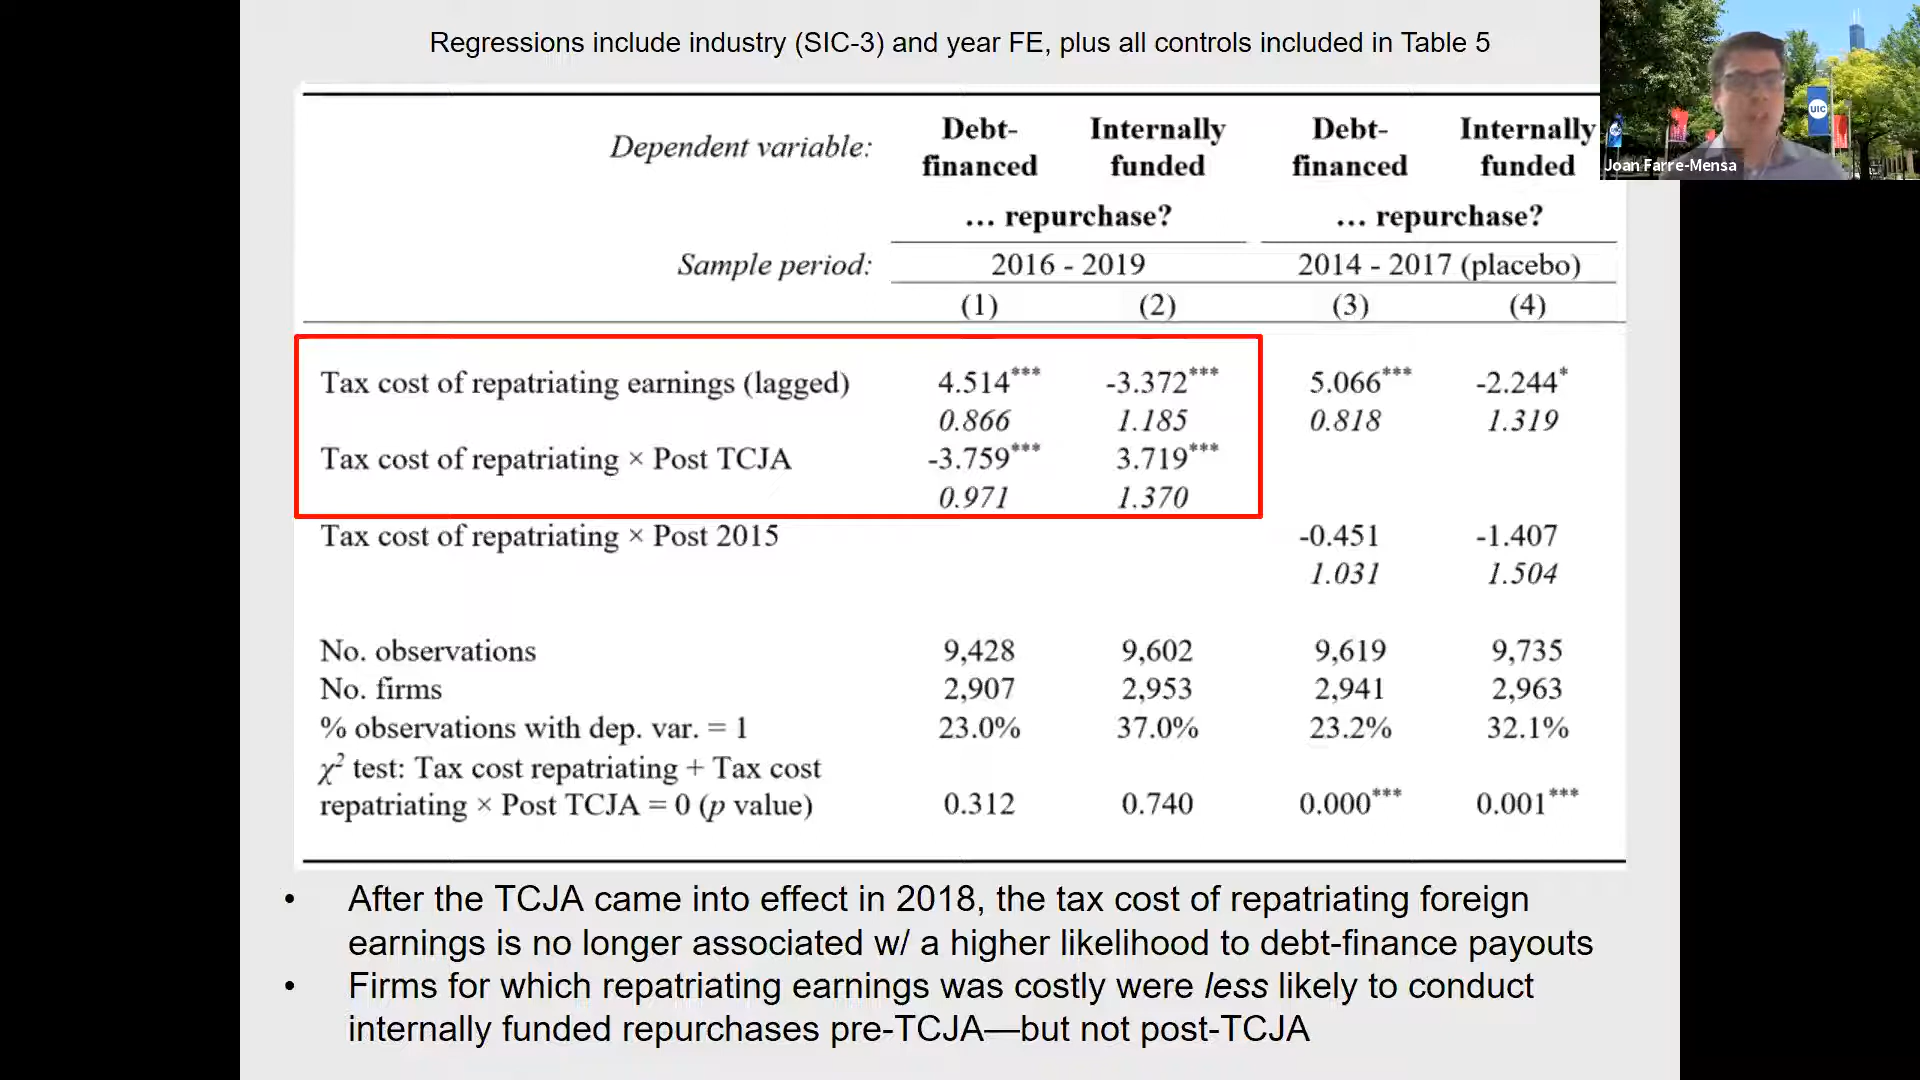 Regressions include industry (SIC-3) and year FE, plus all controls included in Table 5
UIC
Joan Farre-Mensa
Dependent variable: Debt-financed Internally funded Debt-financed Internally funded
… repurchase? … repurchase?
Sample period: 2016 - 2019 2014 - 2017 (placebo)
(1) (2) (3) (4)
Tax cost of repatriating earnings (lagged) 4.514*** -3.372*** 5.066*** -2.244*
0.866 1.185 0.818 1.319
Tax cost of repatriating × Post TCJA -3.759*** 3.719***
0.971 1.370
Tax cost of repatriating × Post 2015 -0.451 -1.407
1.031 1.504
No. observations 9,428 9,602 9,619 9,735
No. firms 2,907 2,953 2,941 2,963
% observations with dep. var. = 1 23.0% 37.0% 23.2% 32.1%
χ² test: Tax cost repatriating + Tax cost
repatriating × Post TCJA = 0 (p value) 0.312 0.740 0.000*** 0.001***
• After the TCJA came into effect in 2018, the tax cost of repatriating foreign
earnings is no longer associated w/ a higher likelihood to debt-finance payouts
• Firms for which repatriating earnings was costly were less likely to conduct
internally funded repurchases pre-TCJA—but not post-TCJA